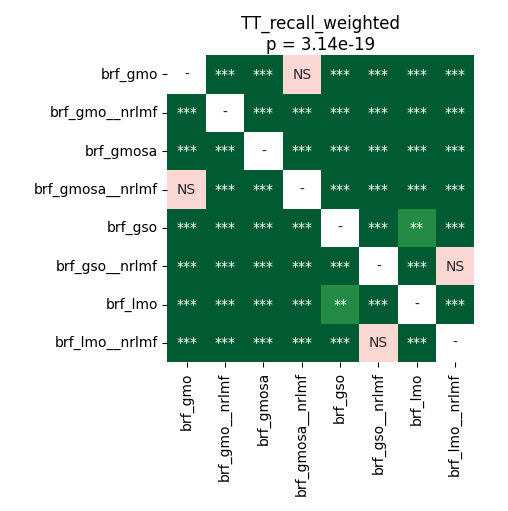 TT_recall_weighted
p = 3.14e-19
brf_gmo - *** *** NS *** *** *** ***
brf_gmo__nrlmf *** - *** *** *** *** *** ***
brf_gmosa *** *** - *** *** *** *** ***
brf_gmosa__nrlmf NS *** *** - *** *** *** ***
brf_gso *** *** *** *** - *** ** ***
brf_gso__nrlmf *** *** *** *** *** - *** NS
brf_lmo *** *** *** *** ** *** - ***
brf_lmo__nrlmf *** *** *** *** *** NS *** -
brf_gmo
brf_gmo__nrlmf
brf_gmosa
brf_gmosa__nrlmf
brf_gso
brf_gso__nrlmf
brf_lmo
brf_lmo__nrlmf